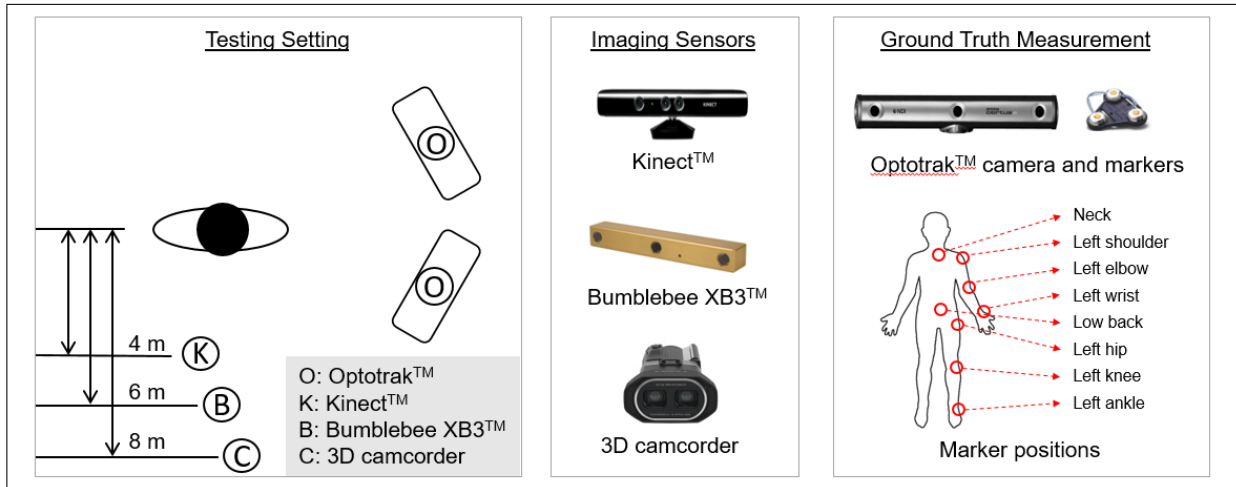 Testing Setting
O
O
4 m
K
6 m
B
8 m
C
O: Optotrak™
K: Kinect™
B: Bumblebee XB3™
C: 3D camcorder
Imaging Sensors
KINECT
Kinect™
Bumblebee XB3™
3D camcorder
Ground Truth Measurement
NDI
Optotrak™ camera and markers
Neck
Left shoulder
Left elbow
Left wrist
Low back
Left hip
Left knee
Left ankle
Marker positions